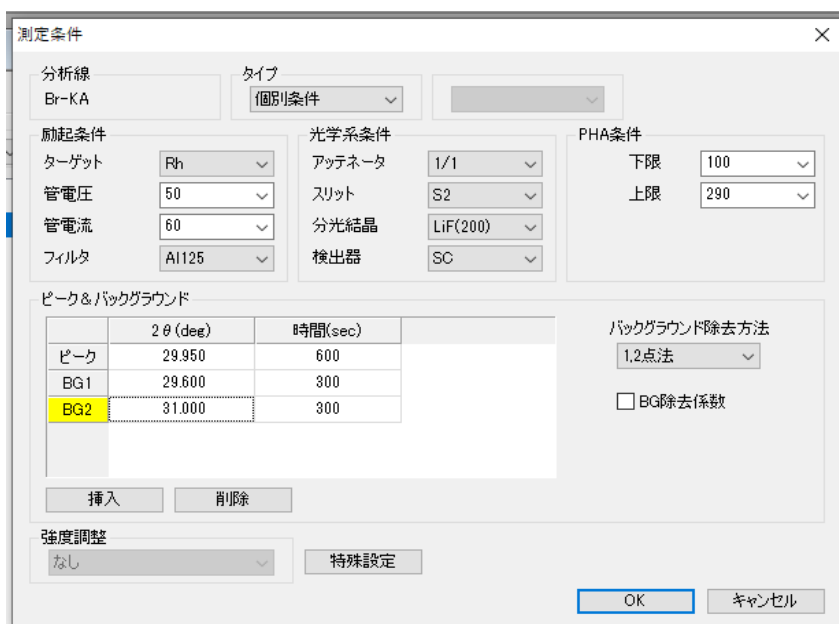 測定条件
分析線
Br-KA
タイプ
個別条件
励起条件
ターゲット Rh
管電圧 50
管電流 60
フィルタ Al125
光学系条件
アッテネータ 1/1
スリット S2
分光結晶 LiF(200)
検出器 SC
PHA条件
下限 100
上限 290
ピーク&バックグラウンド
2θ(deg) 時間(sec)
ピーク 29.950 600
BG1 29.600 300
BG2 31.000 300
挿入 削除
バックグラウンド除去方法
1,2点法
BG除去係数
強度調整
なし
特殊設定
OK キャンセル